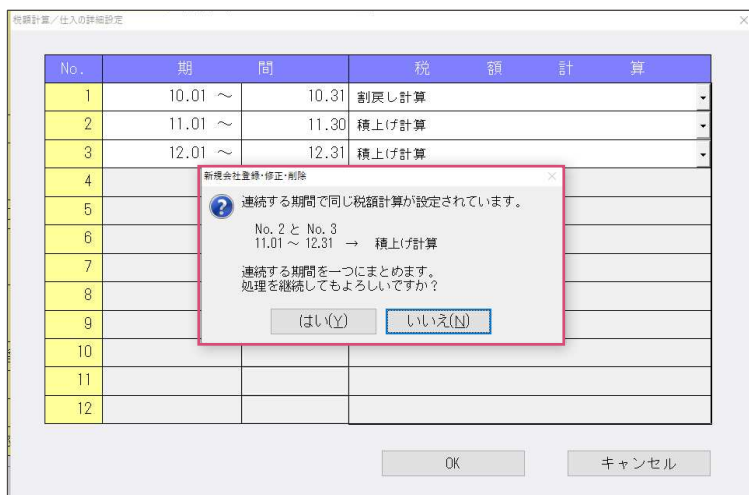 税額計算/仕入の詳細設定
No. 期 間 税 額 計 算
1 10.01 ～ 10.31 割戻し計算
2 11.01 ～ 11.30 積上げ計算
3 12.01 ～ 12.31 積上げ計算
4
新規会社登録・修正・削除
5
連続する期間で同じ税額計算が設定されています。
6
No. 2 と No. 3
11.01 ～ 12.31 → 積上げ計算
7
連続する期間を一つにまとめます。
処理を継続してもよろしいですか？
8
9
はい(Y) いいえ(N)
10
11
12
OK キャンセル